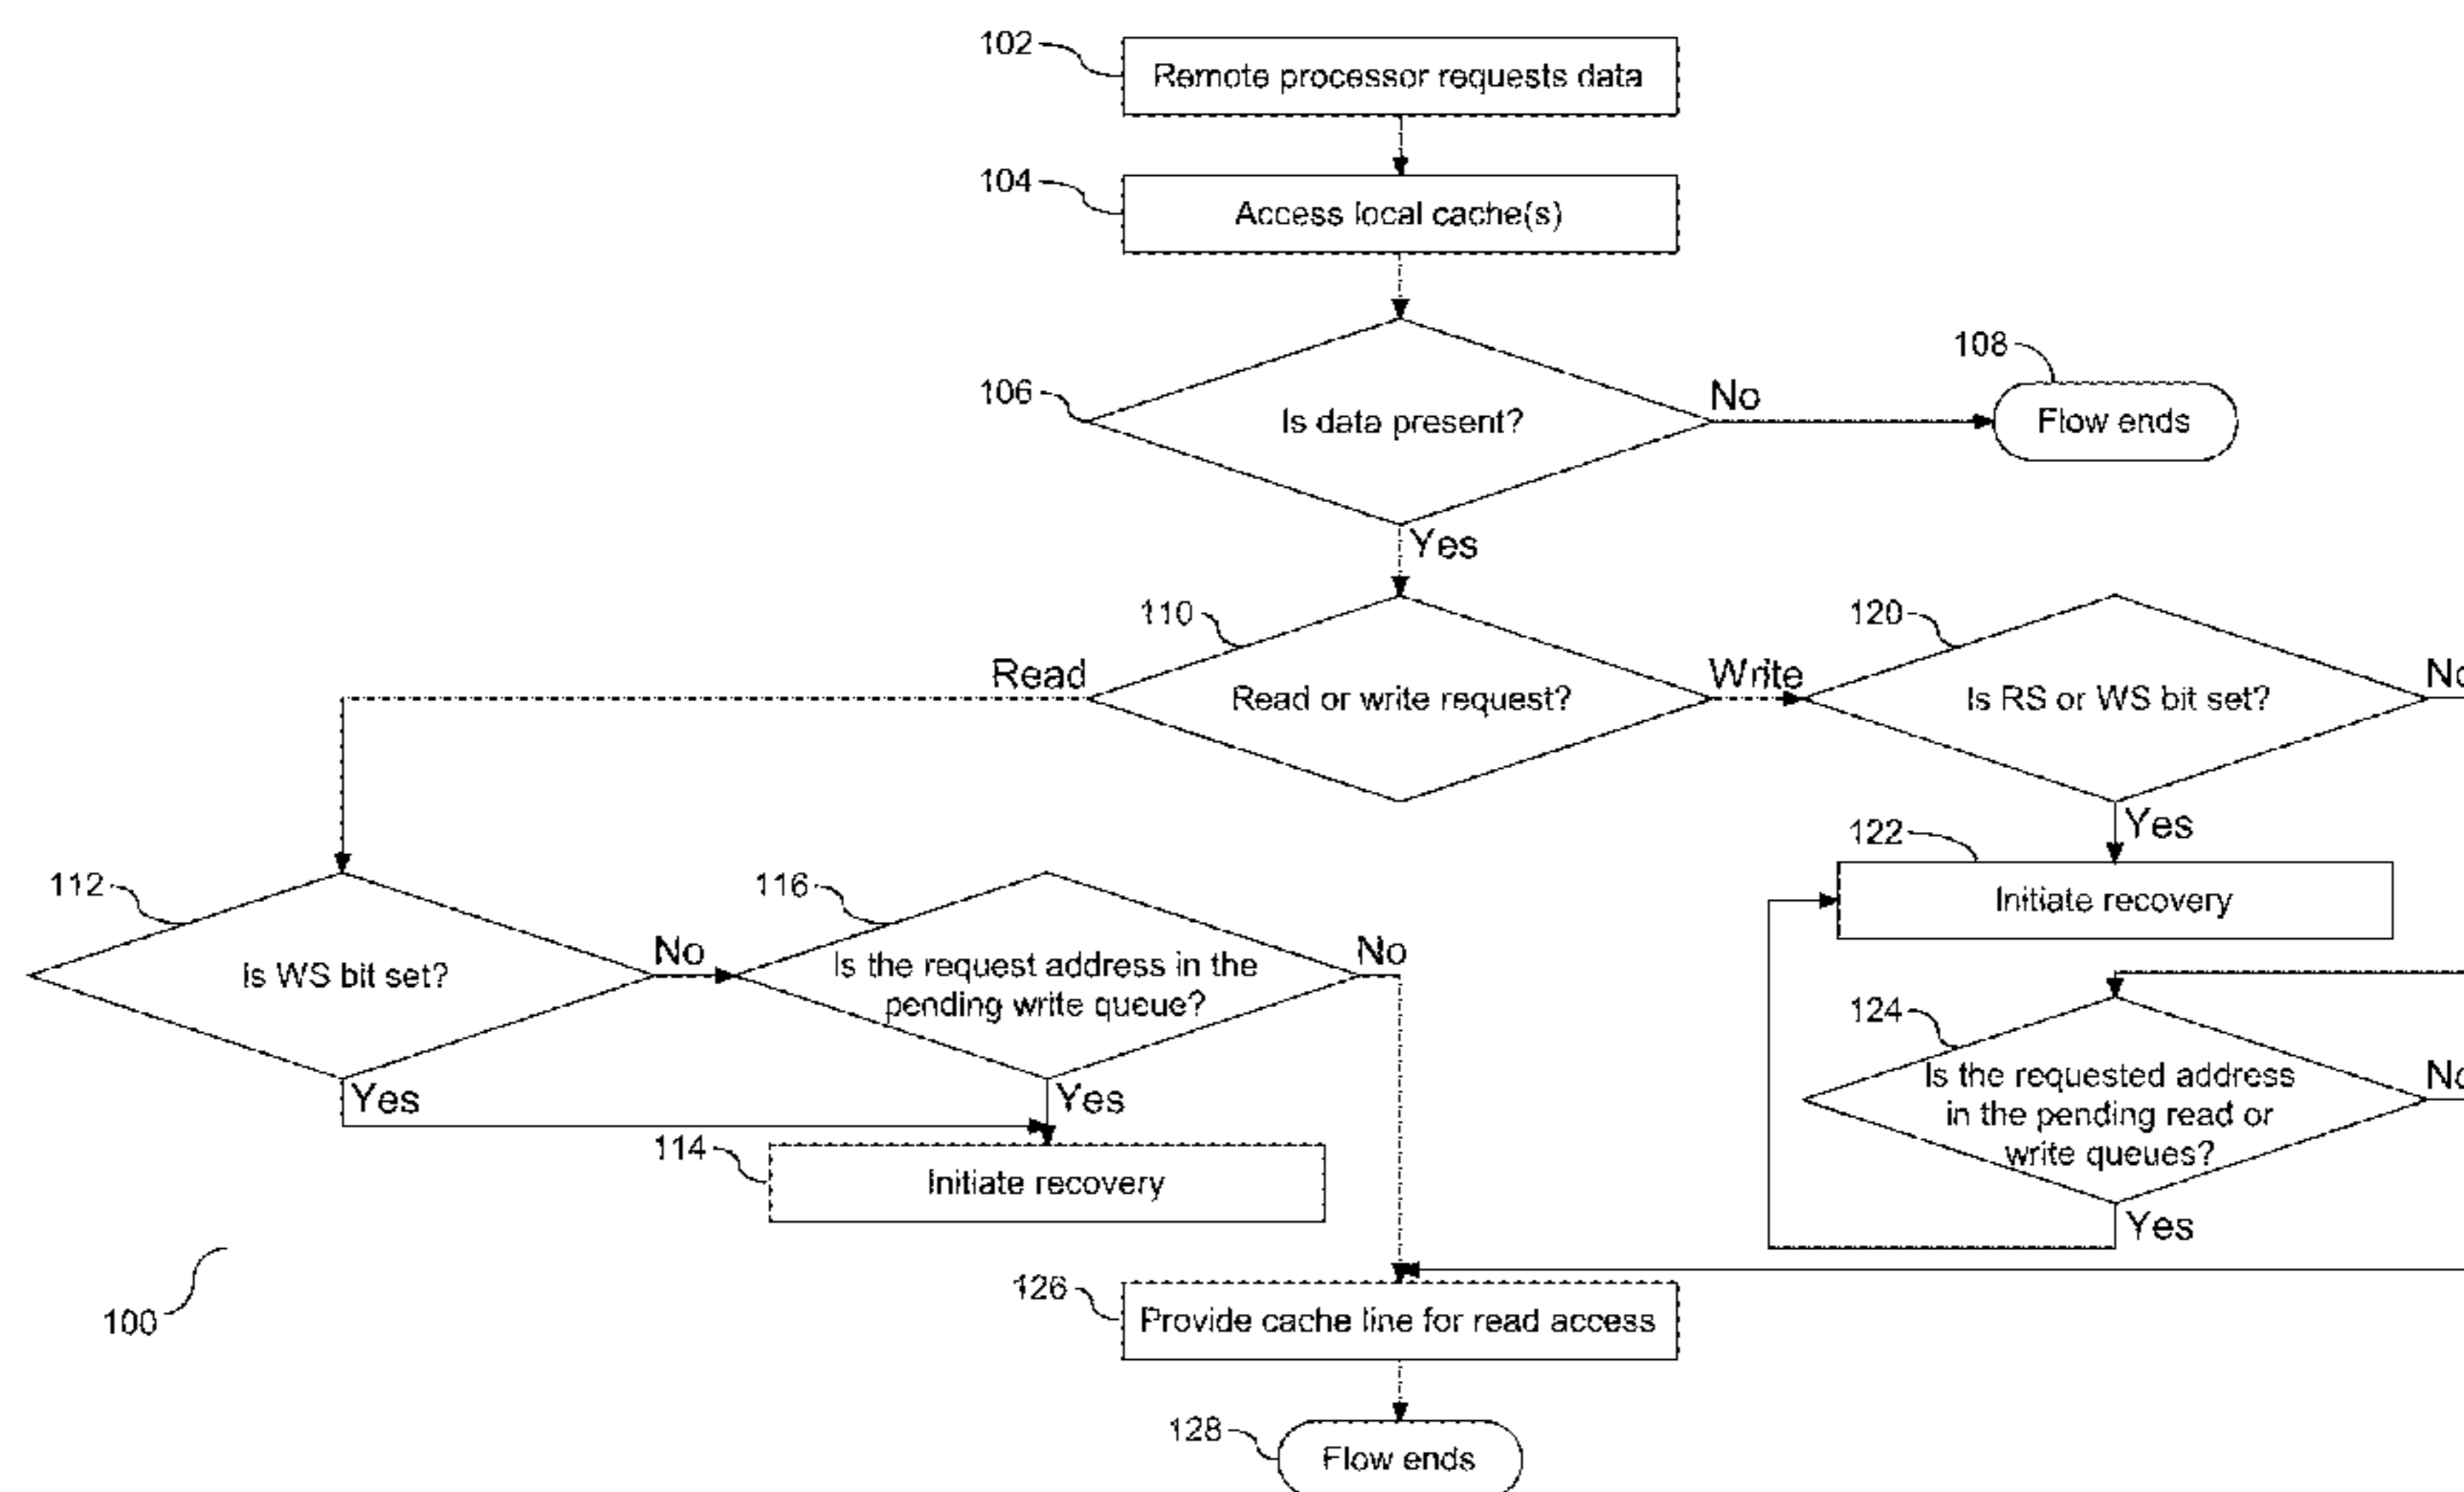 102
Remote processor requests data
104
Access local cache(s)
108
106
No
Is data present?
Flow ends
Yes
110
120
Read
Write
No
Read or write request?
Is RS or WS bit set?
Yes
122
112
116
Initiate recovery
No
No
Is WS bit set?
Is the request address in the
pending write queue?
124
Is the requested address
No
in the pending read or
write queues?
Yes
Yes
114
Initiate recovery
Yes
126
100
Provide cache line for read access
128
Flow ends